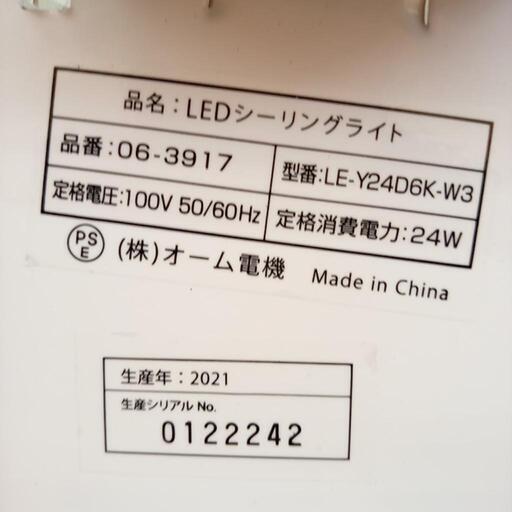 品名：LEDシーリングライト
品番：06-3917 型番：LE-Y24D6K-W3
定格電圧：100V 50/60Hz 定格消費電力：24W
PS
E (株)オーム電機 Made in China
生産年：2021
生産シリアル No.
0122242